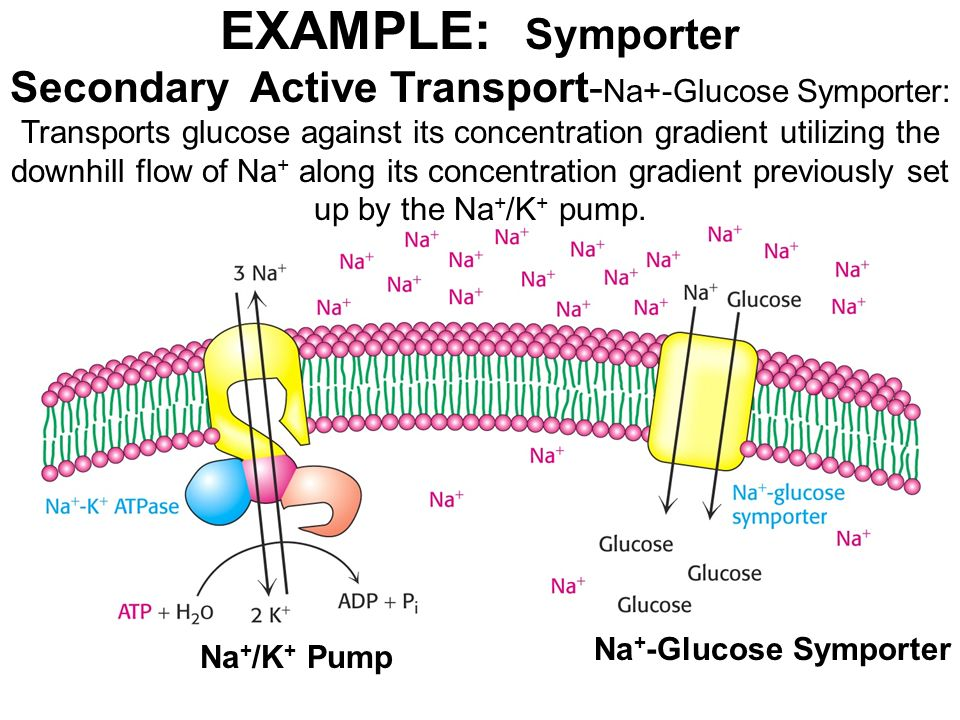 EXAMPLE: Symporter
Secondary Active Transport-Na+-Glucose Symporter:
Transports glucose against its concentration gradient utilizing the
downhill flow of Na⁺ along its concentration gradient previously set
up by the Na⁺/K⁺ pump.
Na⁺
Na⁺
Na⁺
Na⁺
Na⁺
Na⁺
Na⁺
Na⁺
Na⁺
Na⁺
3 Na⁺
Na⁺
Na⁺
Na⁺
Na⁺
Na⁺
Na⁺
Na⁺
Na⁺
Glucose
Na⁺
Na⁺
Na⁺
Na⁺-K⁺ ATPase
Na⁺-glucose
symporter
Na⁺
Glucose
Glucose
Na⁺
Glucose
ATP + H₂O
2 K⁺
ADP + Pᵢ
Na⁺/K⁺ Pump
Na⁺-Glucose Symporter